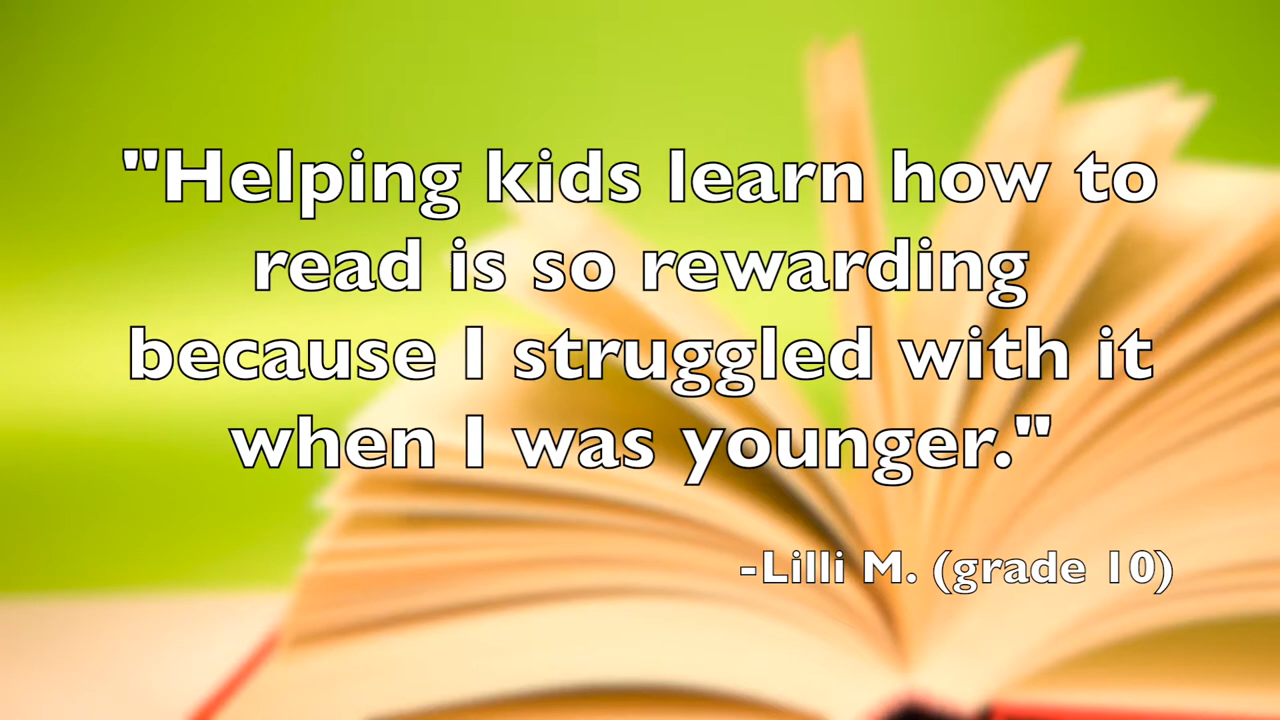 "Helping kids learn how to
read is so rewarding
because I struggled with it
when I was younger."
-Lilli M. (grade 10)